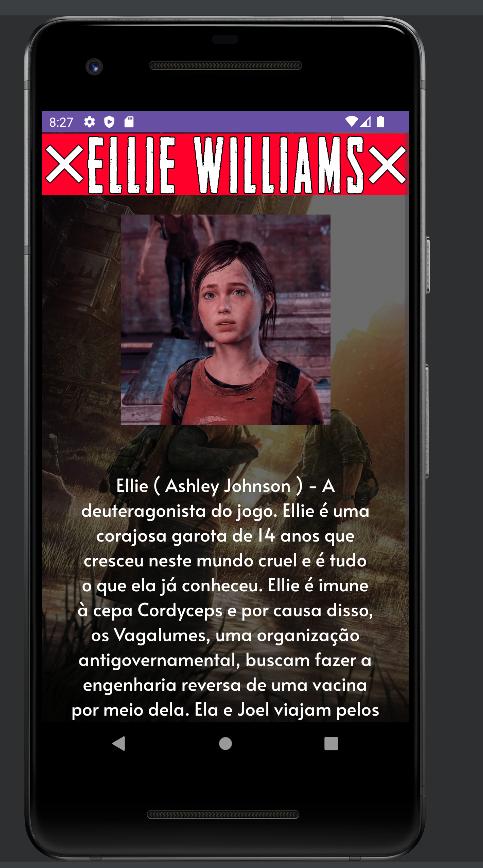 8:27
ELLIE WILLIAMS
Ellie ( Ashley Johnson ) - A
deuteragonista do jogo. Ellie é uma
corajosa garota de 14 anos que
cresceu neste mundo cruel e é tudo
o que ela já conheceu. Ellie é imune
à cepa Cordyceps e por causa disso,
os Vagalumes, uma organização
antigovernamental, buscam fazer a
engenharia reversa de uma vacina
por meio dela. Ela e Joel viajam pelos